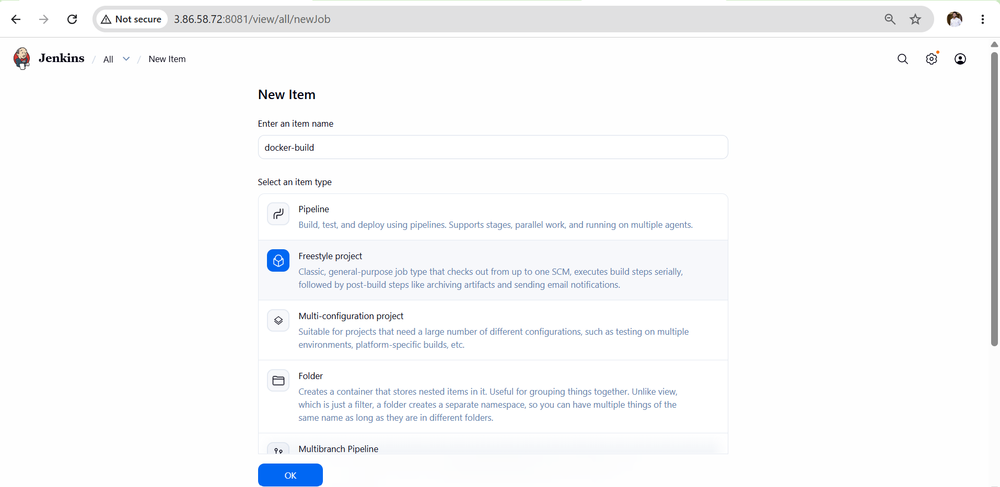 Not secure 3.86.58.72:8081/view/all/newJob
Jenkins / All / New Item
New Item
Enter an item name
docker-build
Select an item type
Pipeline
Build, test, and deploy using pipelines. Supports stages, parallel work, and running on multiple agents.
Freestyle project
Classic, general-purpose job type that checks out from up to one SCM, executes build steps serially,
followed by post-build steps like archiving artifacts and sending email notifications.
Multi-configuration project
Suitable for projects that need a large number of different configurations, such as testing on multiple
environments, platform-specific builds, etc.
Folder
Creates a container that stores nested items in it. Useful for grouping things together. Unlike view,
which is just a filter, a folder creates a separate namespace, so you can have multiple things of the
same name as long as they are in different folders.
Multibranch Pipeline
OK